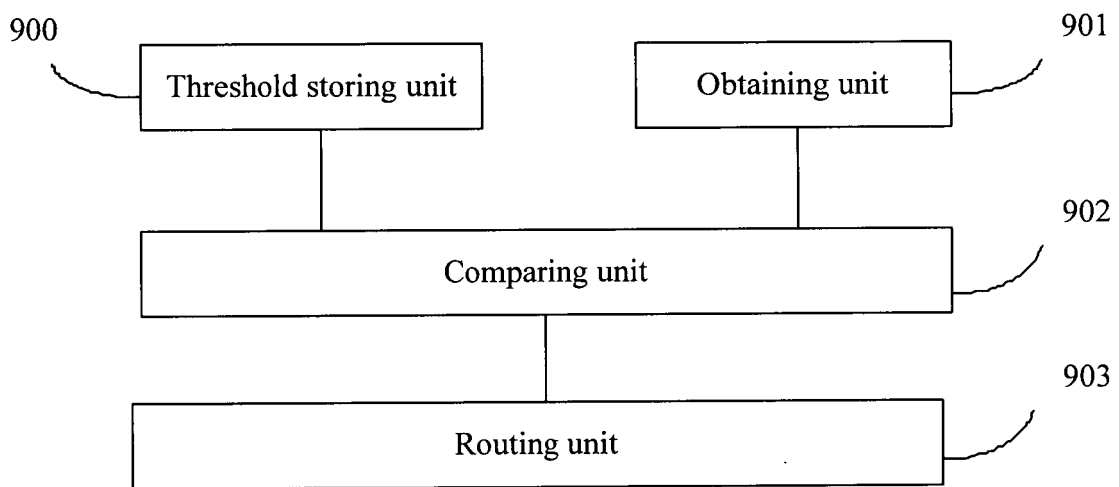 900
Threshold storing unit
Obtaining unit
901
Comparing unit
902
Routing unit
903